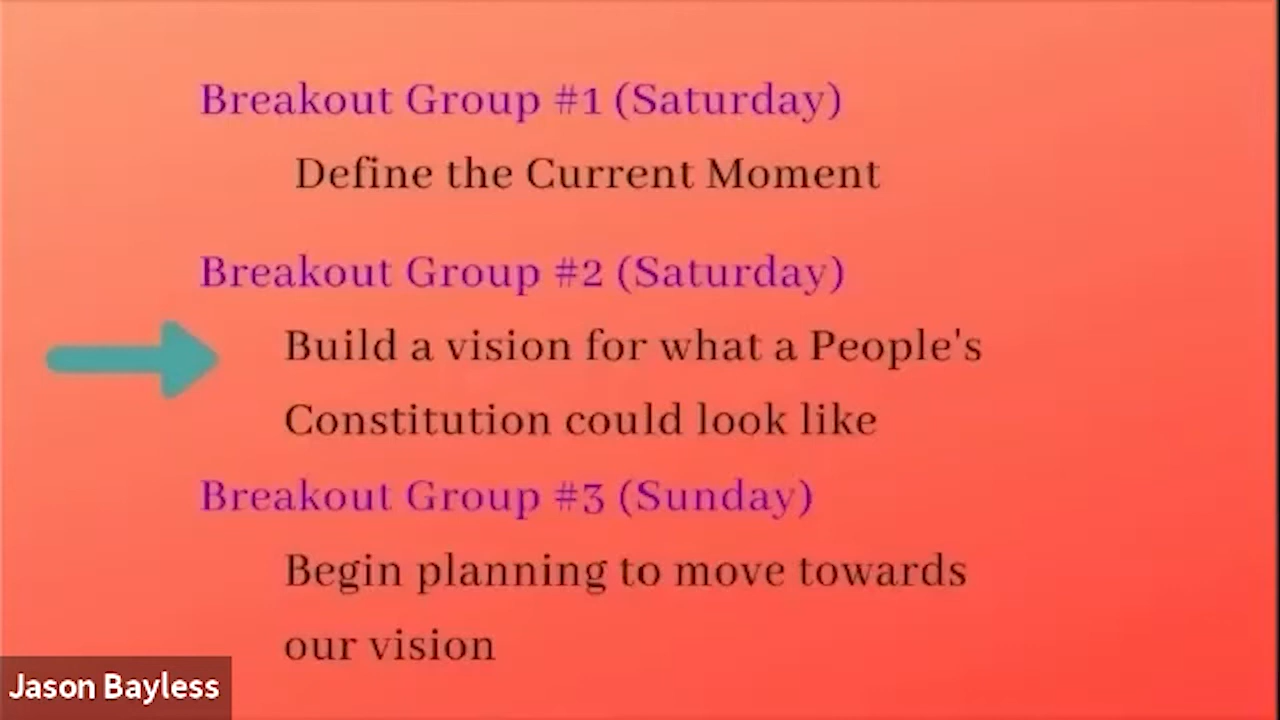 Breakout Group #1 (Saturday)
Define the Current Moment
Breakout Group #2 (Saturday)
Build a vision for what a People's
Constitution could look like
Breakout Group #3 (Sunday)
Begin planning to move towards
our vision
Jason Bayless